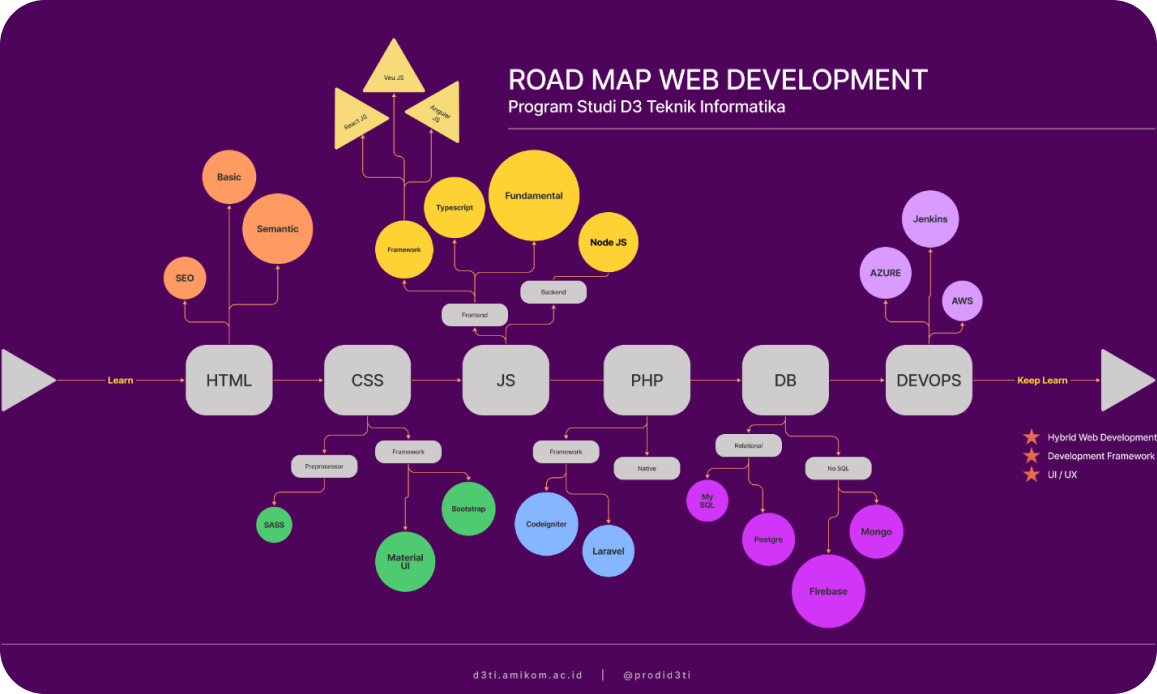 ROAD MAP WEB DEVELOPMENT
Program Studi D3 Teknik Informatika
Veu JS
React JS
Angular
JS
Basic
Semantic
SEO
Typescript
Fundamental
Framework
Node JS
Backend
Frontend
Jenkins
AZURE
AWS
Learn
HTML
CSS
JS
PHP
DB
DEVOPS
Keep Learn
Preprosessor
Framework
SASS
Material
UI
Bootstrap
Framework
Native
Codeigniter
Laravel
Relational
No SQL
My
SQL
Postgre
Firebase
Mongo
Hybrid Web Development
Development Framework
UI / UX
d3ti.amikom.ac.id | @prodid3ti